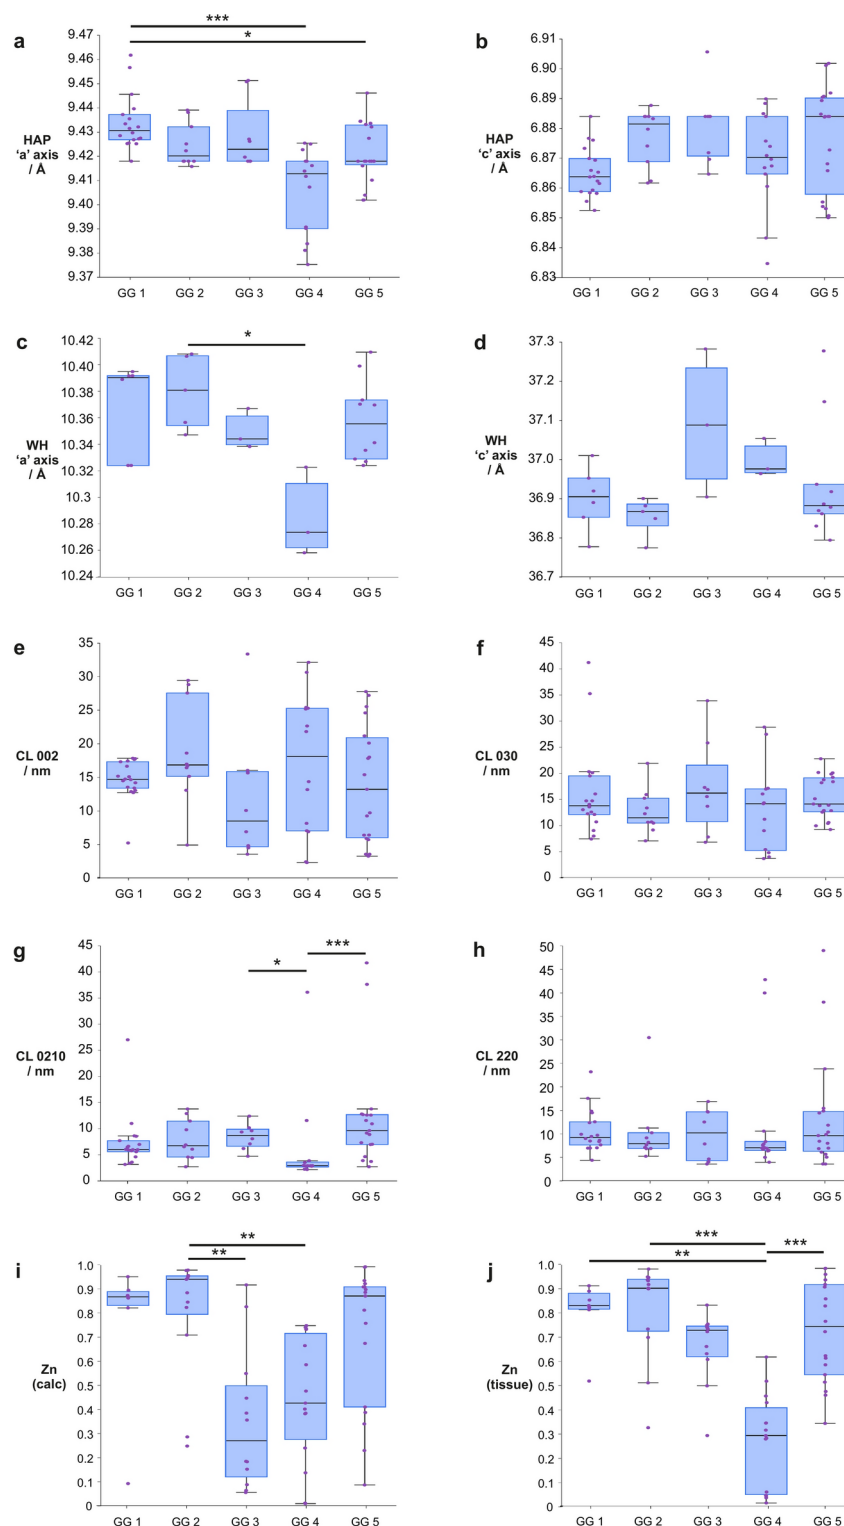 a
***
*
9.47
9.46
9.44
9.43
9.42
9.41
9.40
9.39
9.38
9.37
HAP
‘a’ axis
/ Å
GG 1 GG 2 GG 3 GG 4 GG 5
b
6.91
6.90
6.89
6.88
6.87
6.86
6.85
6.84
6.83
HAP
‘c’ axis
/ Å
GG 1 GG 2 GG 3 GG 4 GG 5
c
*
10.42
10.40
10.36
10.34
10.32
10.3
10.28
10.26
10.24
WH
‘a’ axis
/ Å
GG 1 GG 2 GG 3 GG 4 GG 5
d
37.3
37.2
37.1
37.0
36.9
36.8
36.7
WH
‘c’ axis
/ Å
GG 1 GG 2 GG 3 GG 4 GG 5
e
35
30
25
20
15
10
5
0
CL 002
/ nm
GG 1 GG 2 GG 3 GG 4 GG 5
f
45
40
35
30
25
20
15
10
5
0
CL 030
/ nm
GG 1 GG 2 GG 3 GG 4 GG 5
g
*
***
45
40
35
30
25
20
15
10
5
0
CL 0210
/ nm
GG 1 GG 2 GG 3 GG 4 GG 5
h
50
45
40
35
30
25
20
15
10
5
0
CL 220
/ nm
GG 1 GG 2 GG 3 GG 4 GG 5
i
**
**
1
0.9
0.8
0.7
0.6
0.5
0.4
0.3
0.2
0.1
0
Zn
(calc)
GG 1 GG 2 GG 3 GG 4 GG 5
j
***
**
***
1
0.9
0.8
0.7
0.6
0.5
0.4
0.3
0.2
0.1
0
Zn
(tissue)
GG 1 GG 2 GG 3 GG 4 GG 5